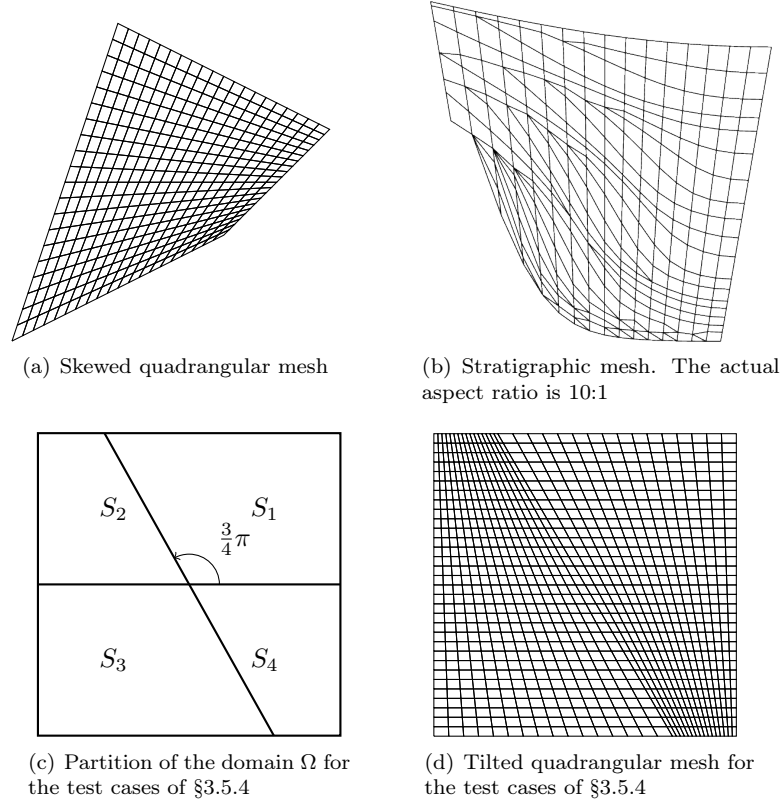 (a) Skewed quadrangular mesh
(b) Stratigraphic mesh. The actual
aspect ratio is 10:1
S₂
S₁
3/4 π
S₃
S₄
(c) Partition of the domain Ω for
the test cases of §3.5.4
(d) Tilted quadrangular mesh for
the test cases of §3.5.4